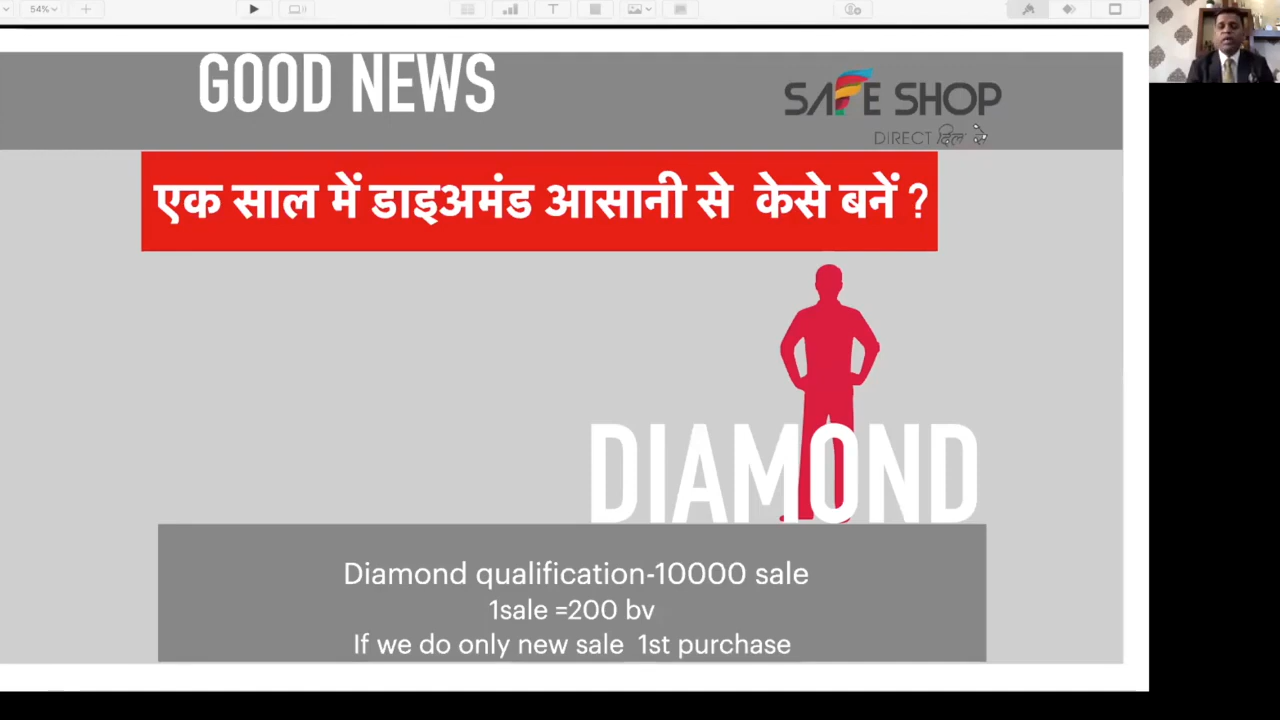 54%
GOOD NEWS
SAFE SHOP
DIRECT दिल से
एक साल में डाइअमंड आसानी से केसे बनें ?
DIAMOND
Diamond qualification-10000 sale
1sale =200 bv
If we do only new sale 1st purchase